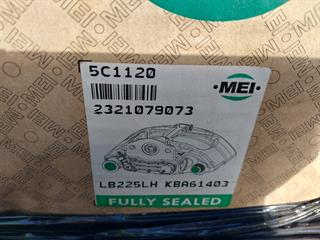 5C1120
MEI
2321079073
LB225LH KBA61403
FULLY SEALED